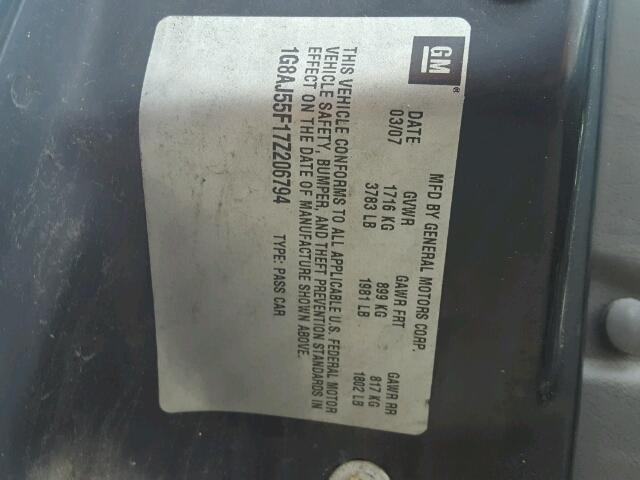 GM®
MFD BY GENERAL MOTORS CORP.
DATE GVWR GAWR FRT GAWR RR
03/07 1716 KG 899 KG 817 KG
3783 LB 1981 LB 1802 LB
THIS VEHICLE CONFORMS TO ALL APPLICABLE U.S. FEDERAL MOTOR
VEHICLE SAFETY, BUMPER, AND THEFT PREVENTION STANDARDS IN
EFFECT ON THE DATE OF MANUFACTURE SHOWN ABOVE.
1G8AJ55F17Z206794 TYPE: PASS CAR